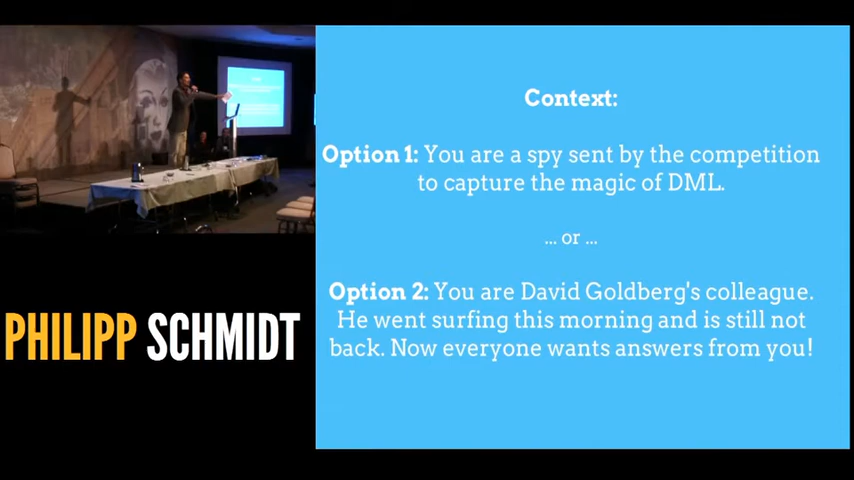 Context:
Option 1: You are a spy sent by the competition
to capture the magic of DML.
... or ...
Option 2: You are David Goldberg's colleague.
He went surfing this morning and is still not
back. Now everyone wants answers from you!
PHILIPP SCHMIDT